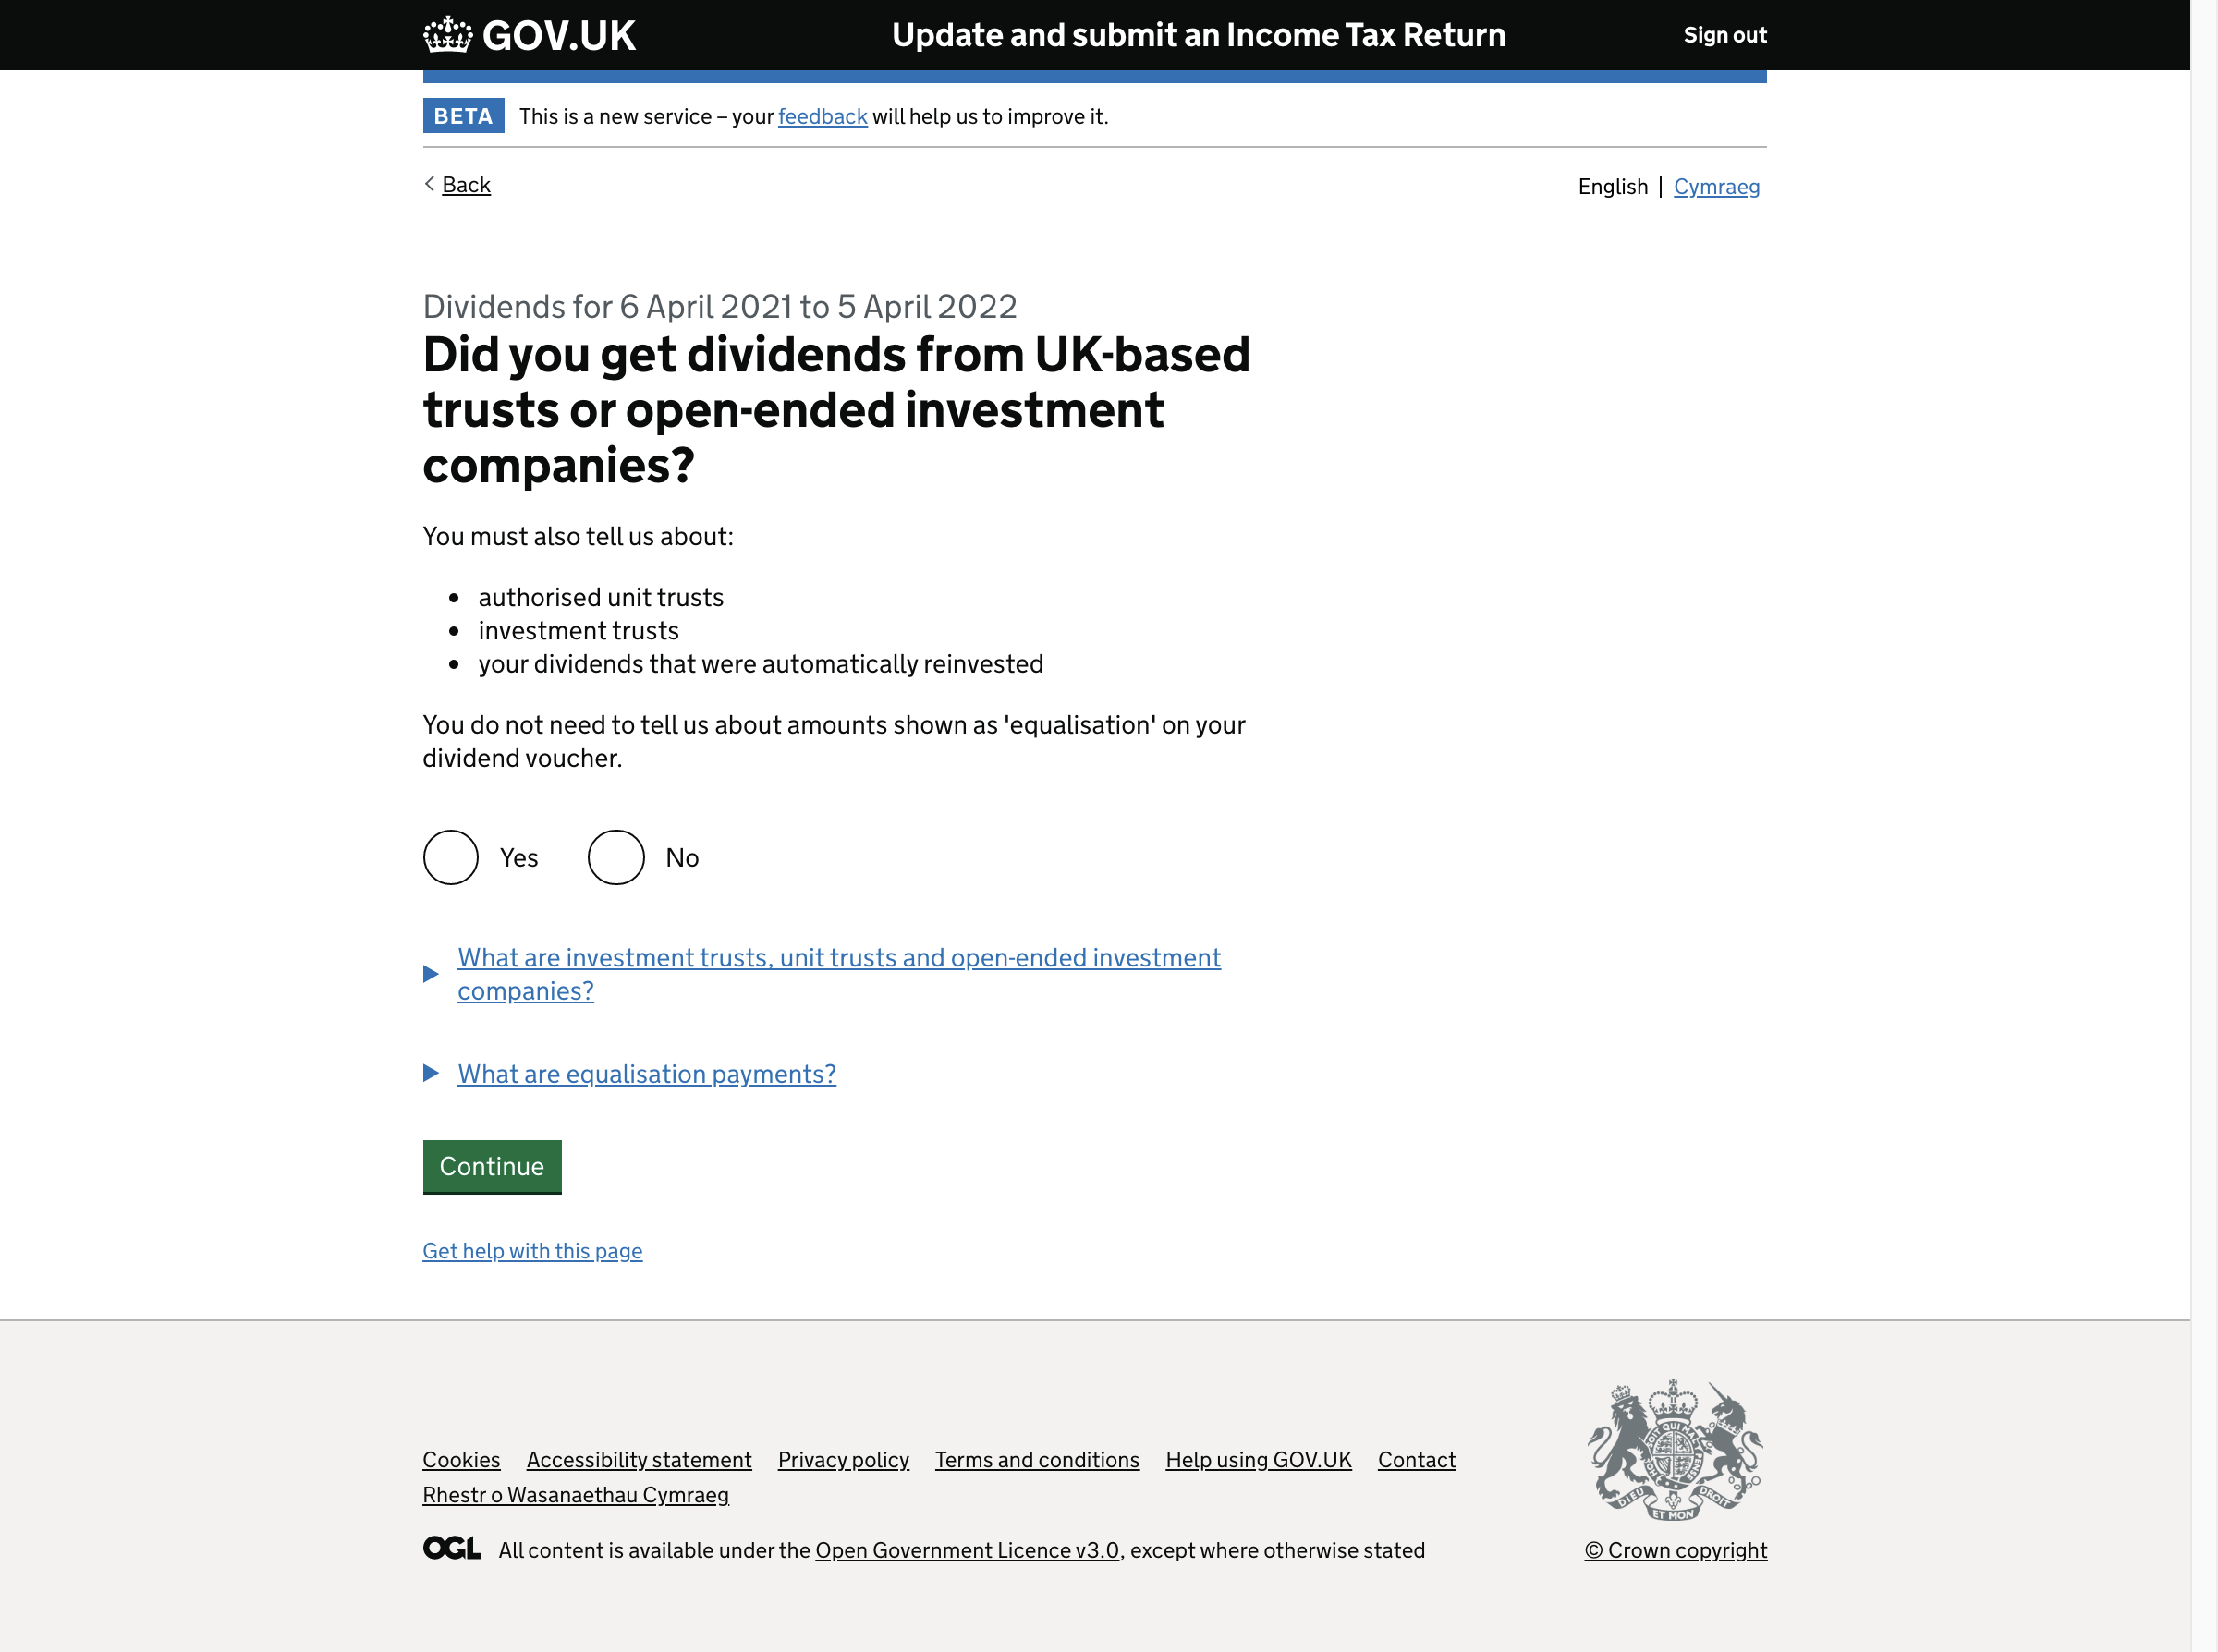 GOV.UK Update and submit an Income Tax Return Sign out
BETA This is a new service – your feedback will help us to improve it.
Back English | Cymraeg
Dividends for 6 April 2021 to 5 April 2022
Did you get dividends from UK-based
trusts or open-ended investment
companies?
You must also tell us about:
• authorised unit trusts
• investment trusts
• your dividends that were automatically reinvested
You do not need to tell us about amounts shown as 'equalisation' on your
dividend voucher.
Yes No
What are investment trusts, unit trusts and open-ended investment
companies?
What are equalisation payments?
Continue
Get help with this page
Cookies Accessibility statement Privacy policy Terms and conditions Help using GOV.UK Contact
Rhestr o Wasanaethau Cymraeg
DIEU ET MON DROIT
OGL All content is available under the Open Government Licence v3.0, except where otherwise stated
© Crown copyright